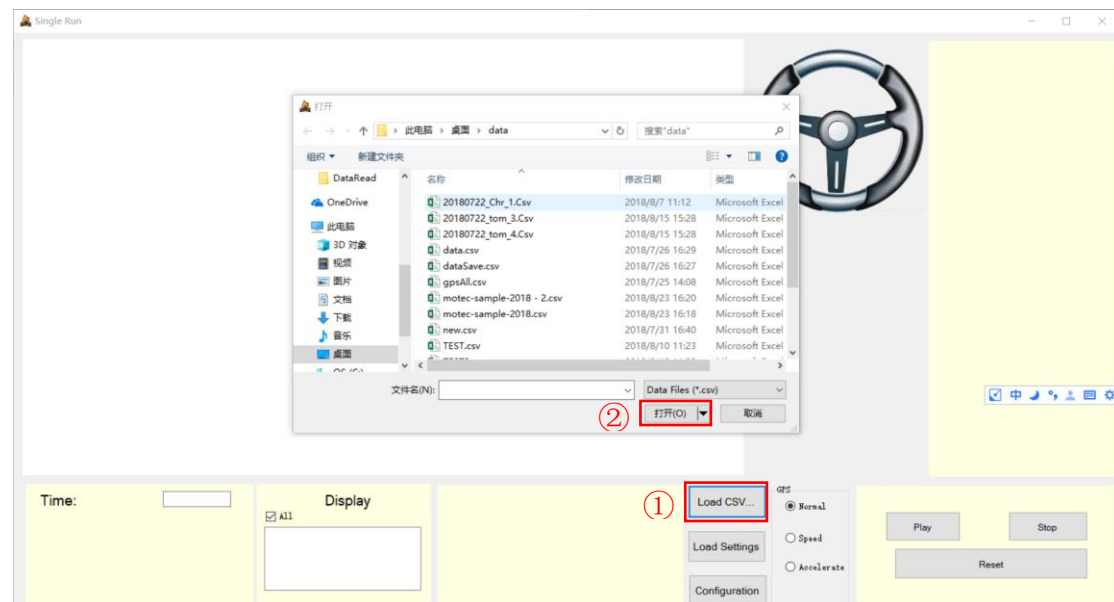 Single Run
打开
此电脑 › 桌面 › data
搜索"data"
组织 新建文件夹
DataRead
OneDrive
此电脑
3D 对象
视频
图片
文档
下载
音乐
桌面
名称 修改日期 类型
20180722_Chr_1.Csv 2018/8/7 11:12 Microsoft Excel
20180722_tom_3.Csv 2018/8/15 15:28 Microsoft Excel
20180722_tom_4.Csv 2018/8/15 15:28 Microsoft Excel
data.csv 2018/7/26 16:29 Microsoft Excel
dataSave.csv 2018/7/26 16:27 Microsoft Excel
gpsAll.csv 2018/7/25 14:08 Microsoft Excel
motec-sample-2018 - 2.csv 2018/8/23 16:20 Microsoft Excel
motec-sample-2018.csv 2018/8/23 16:18 Microsoft Excel
new.csv 2018/7/31 16:40 Microsoft Excel
TEST.csv 2018/8/10 11:23 Microsoft Excel
文件名(N):
Data Files (*.csv)
② 打开(O) 取消
中
Time:
Display
All
① Load CSV...
Load Settings
Configuration
GPS
Normal
Speed
Accelerate
Play Stop
Reset